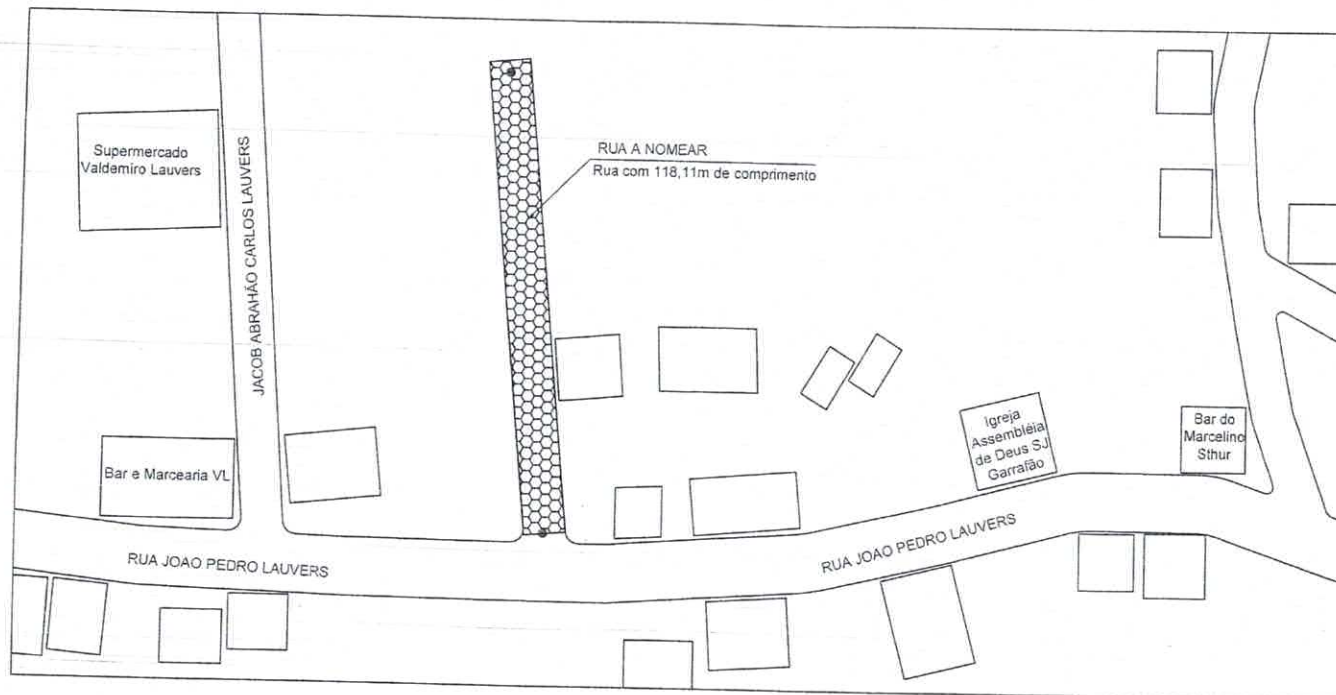 Supermercado
Valdemiro Lauvers
JACOB ABRAHÃO CARLOS LAUVERS
RUA A NOMEAR
Rua com 118,11m de comprimento
Bar e Marcearia VL
Igreja
Assembléia
de Deus SJ
Garrafão
Bar do
Marcelino
Sthur
RUA JOAO PEDRO LAUVERS
RUA JOAO PEDRO LAUVERS